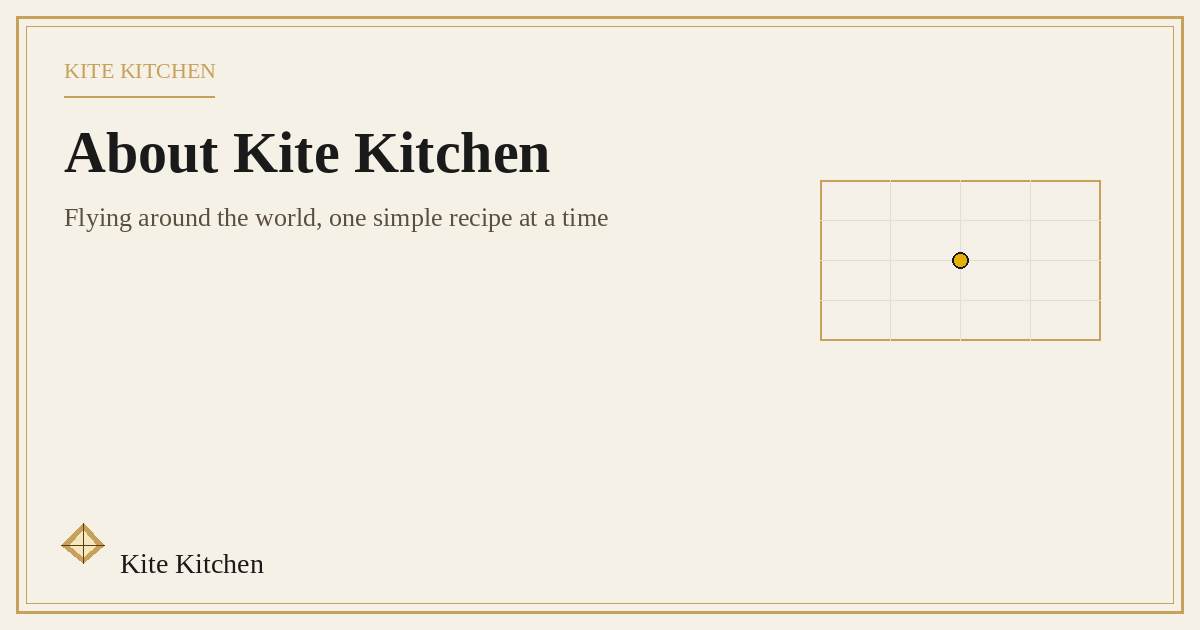 KITE KITCHEN
About Kite Kitchen
Flying around the world, one simple recipe at a time
Kite Kitchen